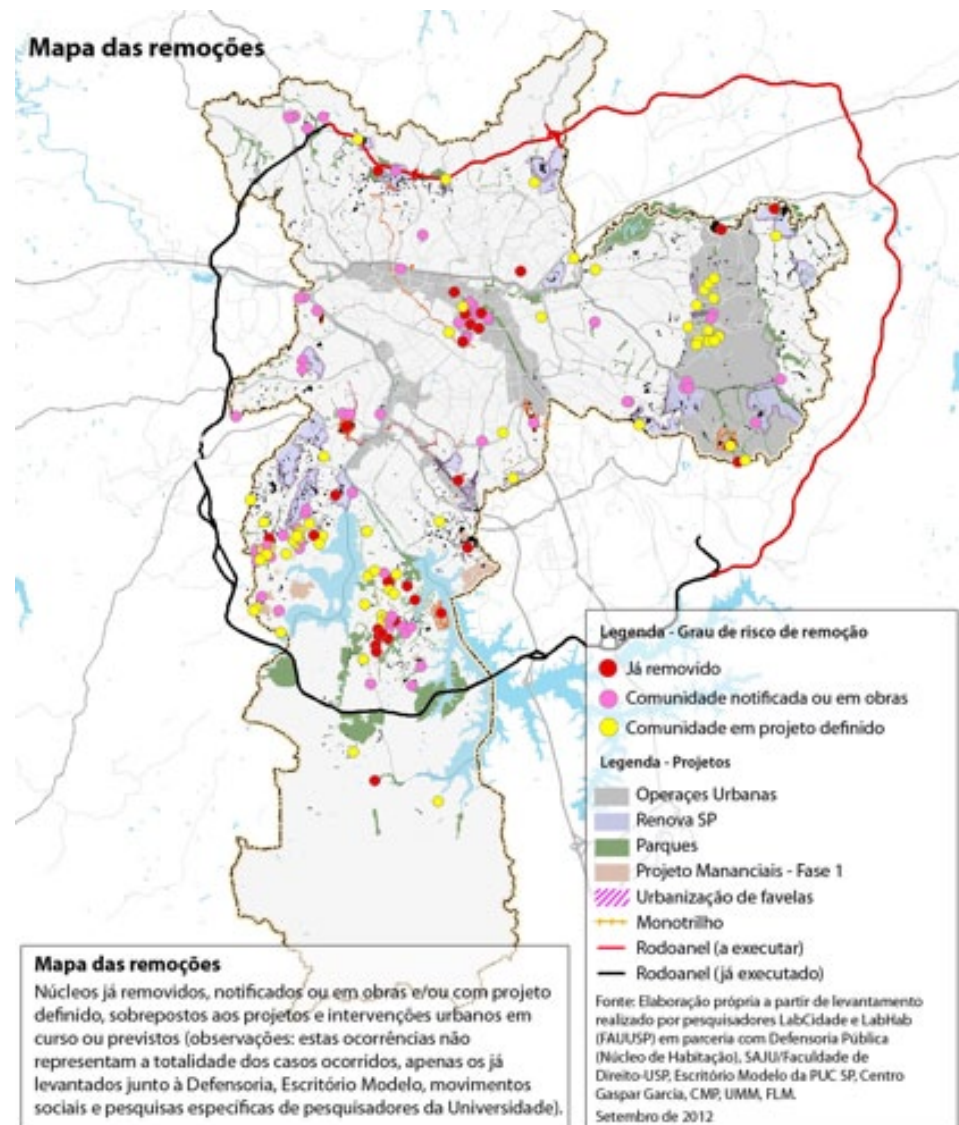 Mapa das remoções
Legenda - Grau de risco de remoção
Já removido
Comunidade notificada ou em obras
Comunidade em projeto definido
Legenda - Projetos
Operaçes Urbanas
Renova SP
Parques
Projeto Mananciais - Fase 1
Urbanização de favelas
Monotrilho
Rodoanel (a executar)
Rodoanel (já executado)
Fonte: Elaboração própria a partir de levantamento
realizado por pesquisadores LabCidade e LabHab
(FAUUSP) em parceria com Defensoria Pública
(Núcleo de Habitação), SAJU/Faculdade de
Direito-USP, Escritório Modelo da PUC SP, Centro
Gaspar Garcia, CMP, UMM, FLM.
Setembro de 2012
Mapa das remoções
Núcleos já removidos, notificados ou em obras e/ou com projeto
definido, sobrepostos aos projetos e intervenções urbanos em
curso ou previstos (observações: estas ocorrências não
representam a totalidade dos casos ocorridos, apenas os já
levantados junto à Defensoria, Escritório Modelo, movimentos
sociais e pesquisas específicas de pesquisadores da Universidade).